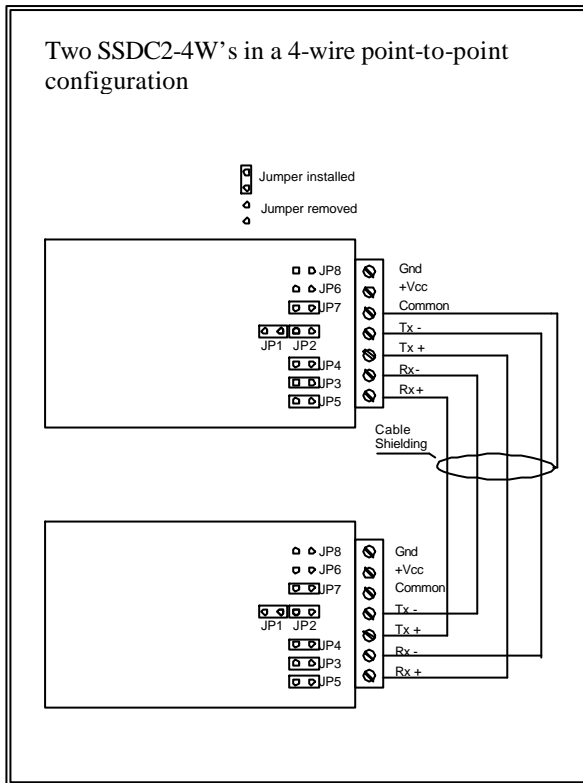 Two SSDC2-4W's in a 4-wire point-to-point
configuration
Jumper installed
Jumper removed
JP8
JP6
JP7
JP1 JP2
JP4
JP3
JP5
Gnd
+Vcc
Common
Tx -
Tx +
Rx-
Rx+
Cable
Shielding
JP8
JP6
JP7
JP1 JP2
JP4
JP3
JP5
Gnd
+Vcc
Common
Tx -
Tx +
Rx -
Rx +